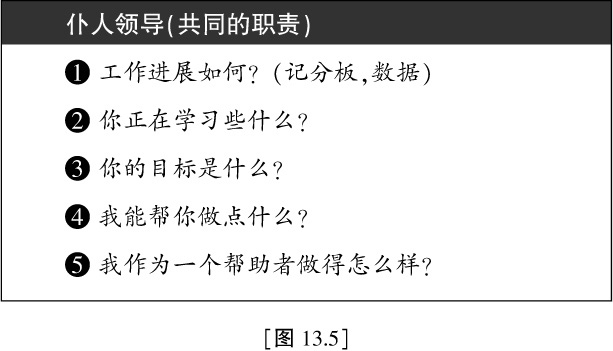 仆人领导(共同的职责)
❶ 工作进展如何?(记分板,数据)
❷ 你正在学习些什么?
❸ 你的目标是什么?
❹ 我能帮你做点什么?
❺ 我作为一个帮助者做得怎么样?
[图 13.5]